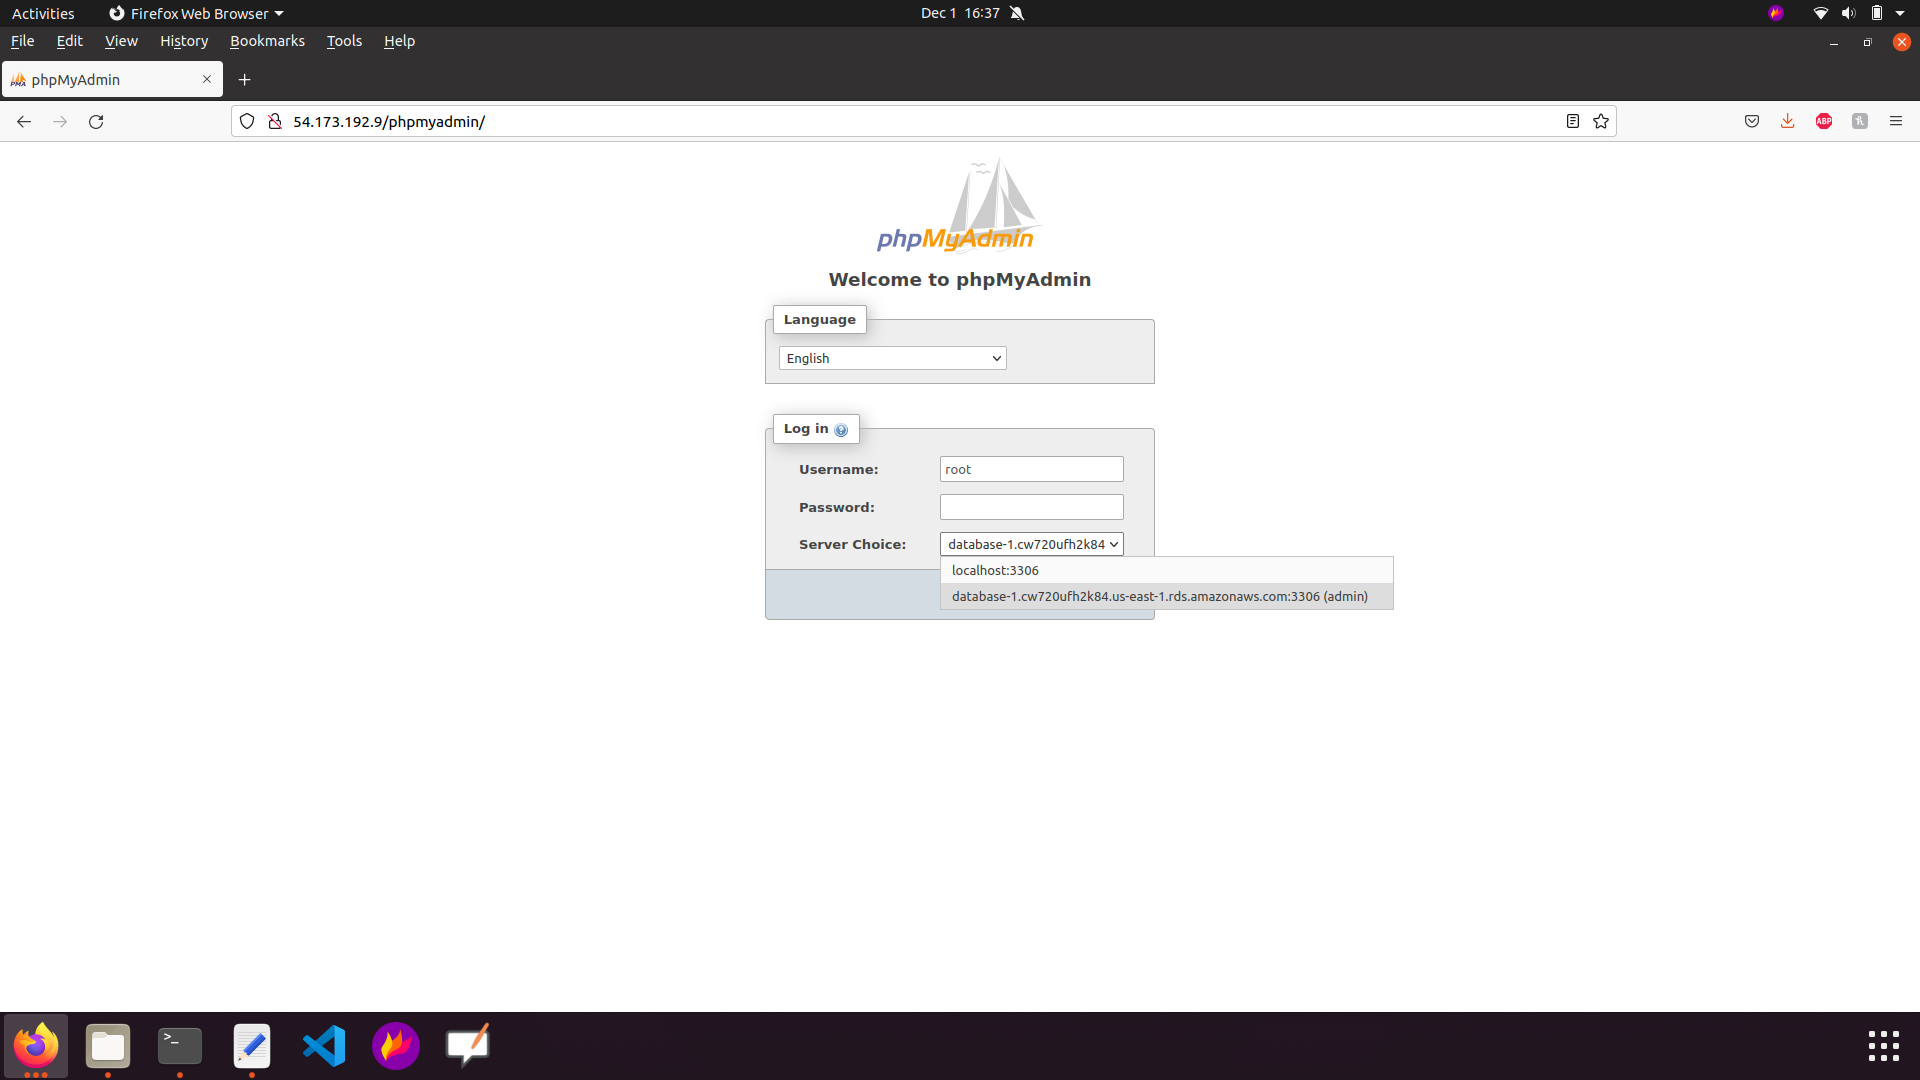 Activities Firefox Web Browser Dec 1 16:37
File Edit View History Bookmarks Tools Help
PMA phpMyAdmin
54.173.192.9/phpmyadmin/ ABP
phpMyAdmin
Welcome to phpMyAdmin
Language
English
Log in
Username: root
Password:
Server Choice: database-1.cw720ufh2k84
localhost:3306
database-1.cw720ufh2k84.us-east-1.rds.amazonaws.com:3306 (admin)
>_